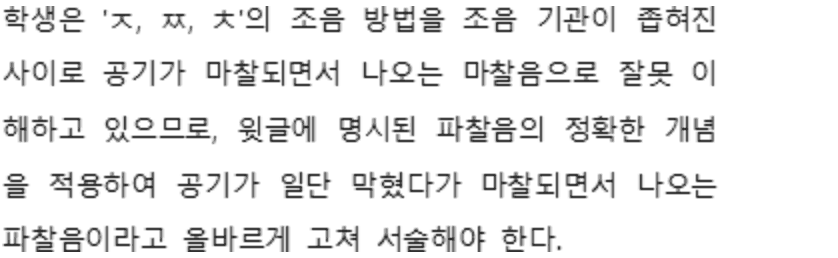 학생은 'ㅈ, ㅉ, ㅊ'의 조음 방법을 조음 기관이 좁혀진
사이로 공기가 마찰되면서 나오는 마찰음으로 잘못 이
해하고 있으므로, 윗글에 명시된 파찰음의 정확한 개념
을 적용하여 공기가 일단 막혔다가 마찰되면서 나오는
파찰음이라고 올바르게 고쳐 서술해야 한다.